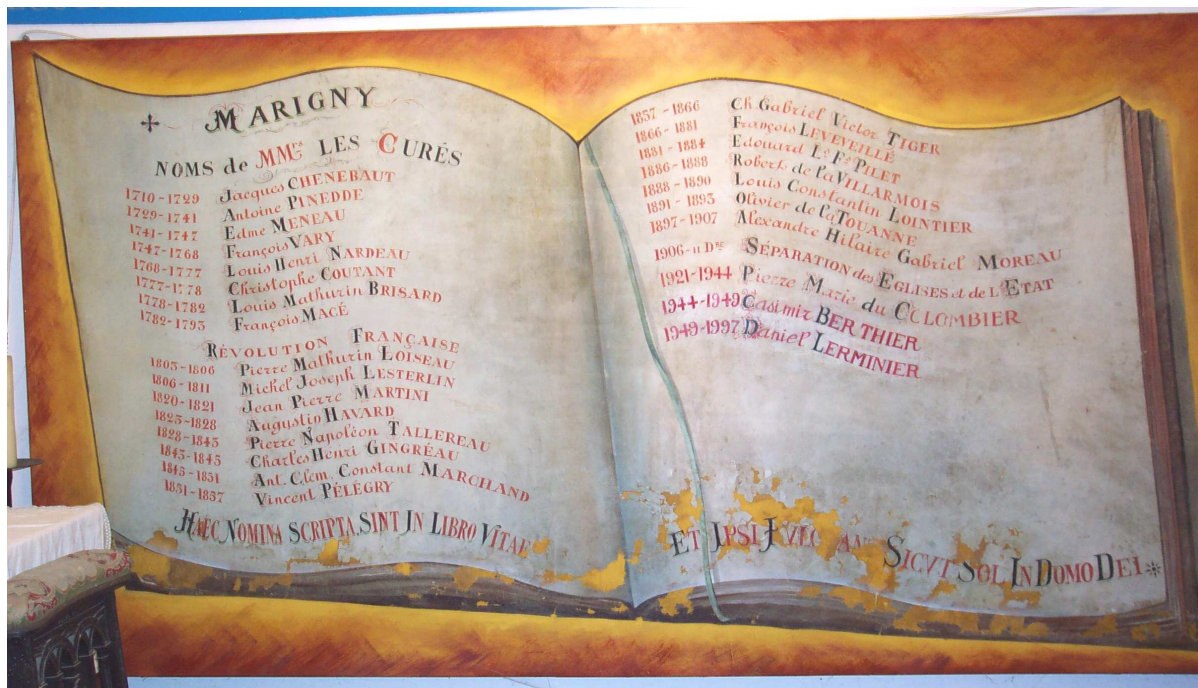 MARIGNY
NOMS de MMrs LES CURÉS
1710-1729 Jacques CHENEBAUT
1729-1741 Antoine PINEDDE
1741-1747 Edme MENEAU
1747-1768 François VARY
1768-1777 Louis Henri NARDEAU
1777-1778 Christophe COUTANT
1778-1782 Louis Mathurin BRISARD
1782-1793 François MACÉ
RÉVOLUTION FRANÇAISE
1803-1806 Pierre Mathurin LOISEAU
1806-1811 Michel Joseph LESTERLIN
1820-1821 Jean Pierre MARTINI
1823-1828 Augustin HAVARD
1828-1843 Pierre Napoléon TALLEREAU
1843-1845 Charles Henri GINGRÉAU
1845-1851 Ant. Clem. Constant MARCHAND
1851-1857 Vincent PÉLÉGRY
HAEC NOMINA SCRIPTA SINT IN LIBRO VITAE
1857-1866 Ch. Gabriel Victor TIGER
1866-1881 François LEVEVEILLÉ
1881-1884 Edouard Ls Fs PILET
1886-1888 Robert de la VILLARMOIS
1888-1890 Louis Constantin LOINTIER
1891-1893 Olivier de la TOUANNE
1897-1907 Alexandre Hilaire Gabriel MOREAU
1906-11 Dbre SÉPARATION des EGLISES et de L'ETAT
1921-1944 Pierre Marie du COLOMBIER
1944-1949 Casimir BERTHIER
1949-1997 Daniel LERMINIER
ET IPSI SICVT SOL IN DOMO DEI